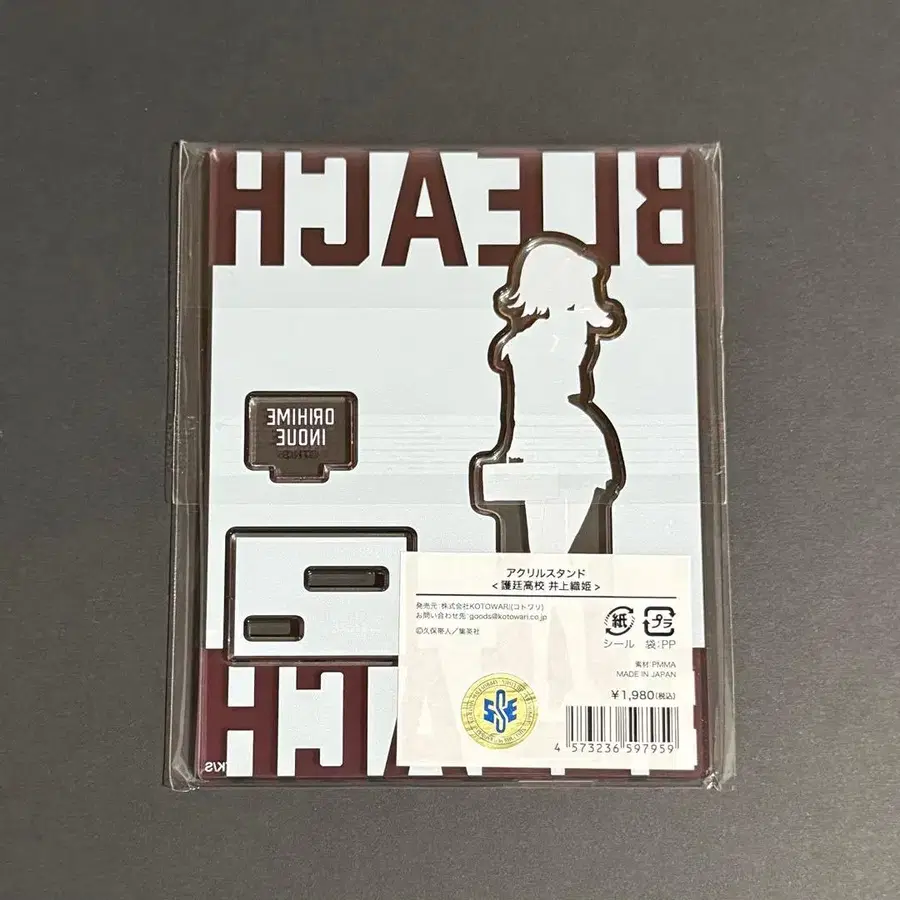 BLEACH
ORIHIME
INOUE
アクリルスタンド
< 護廷高校 井上織姫 >
発売元:株式会社KOTOWARI(コトワリ)
お問い合わせ先:goods@kotowari.co.jp
©久保帯人/集英社
紙 プラ
シール 袋:PP
素材:PMMA
MADE IN JAPAN
¥1,980(税込)
SSE
4 573236 597959
BLEACH